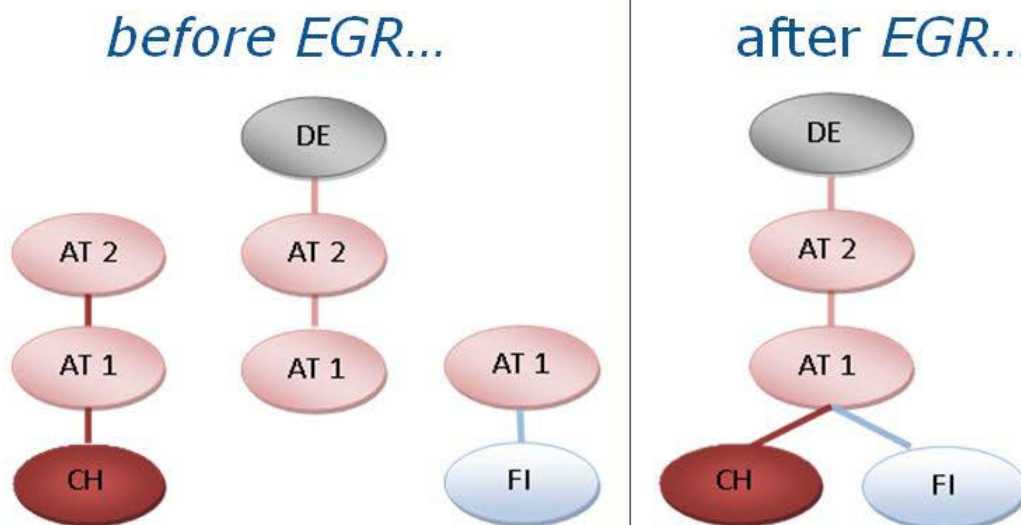 before EGR...
DE
AT 2
AT 2
AT 1
AT 1
AT 1
CH
FI
after EGR...
DE
AT 2
AT 1
CH
FI